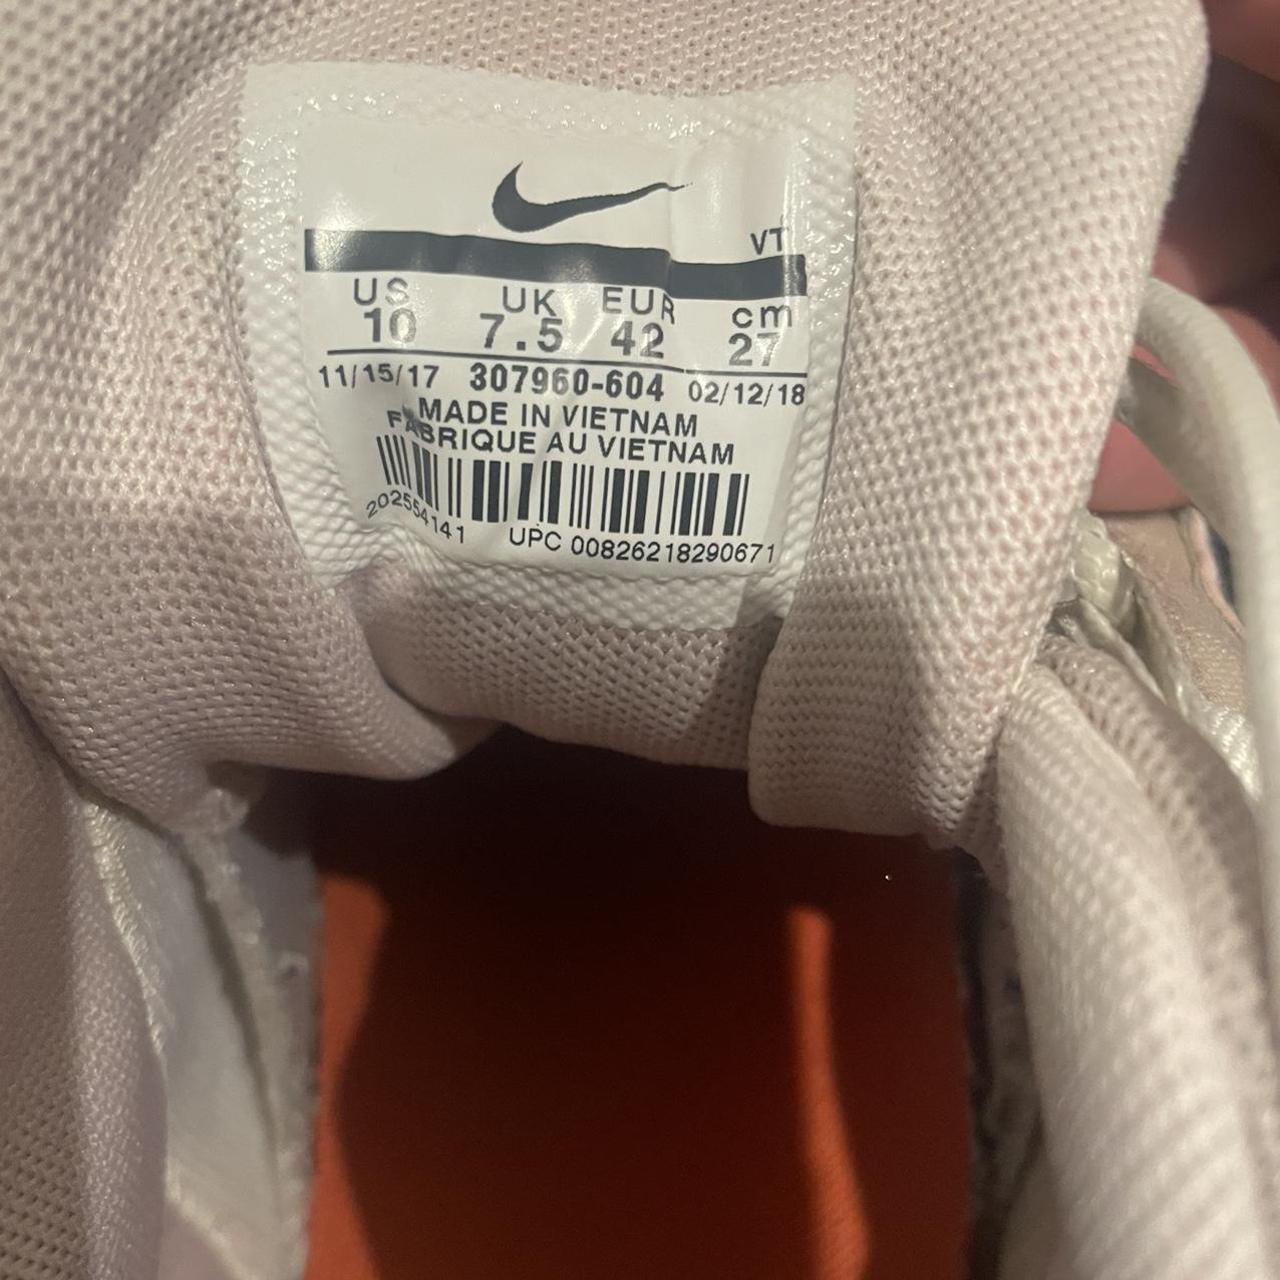 VT
US UK EUR cm
10 7.5 42 27
11/15/17 307960-604 02/12/18
MADE IN VIETNAM
FABRIQUE AU VIETNAM
202554141 UPC 00826218290671